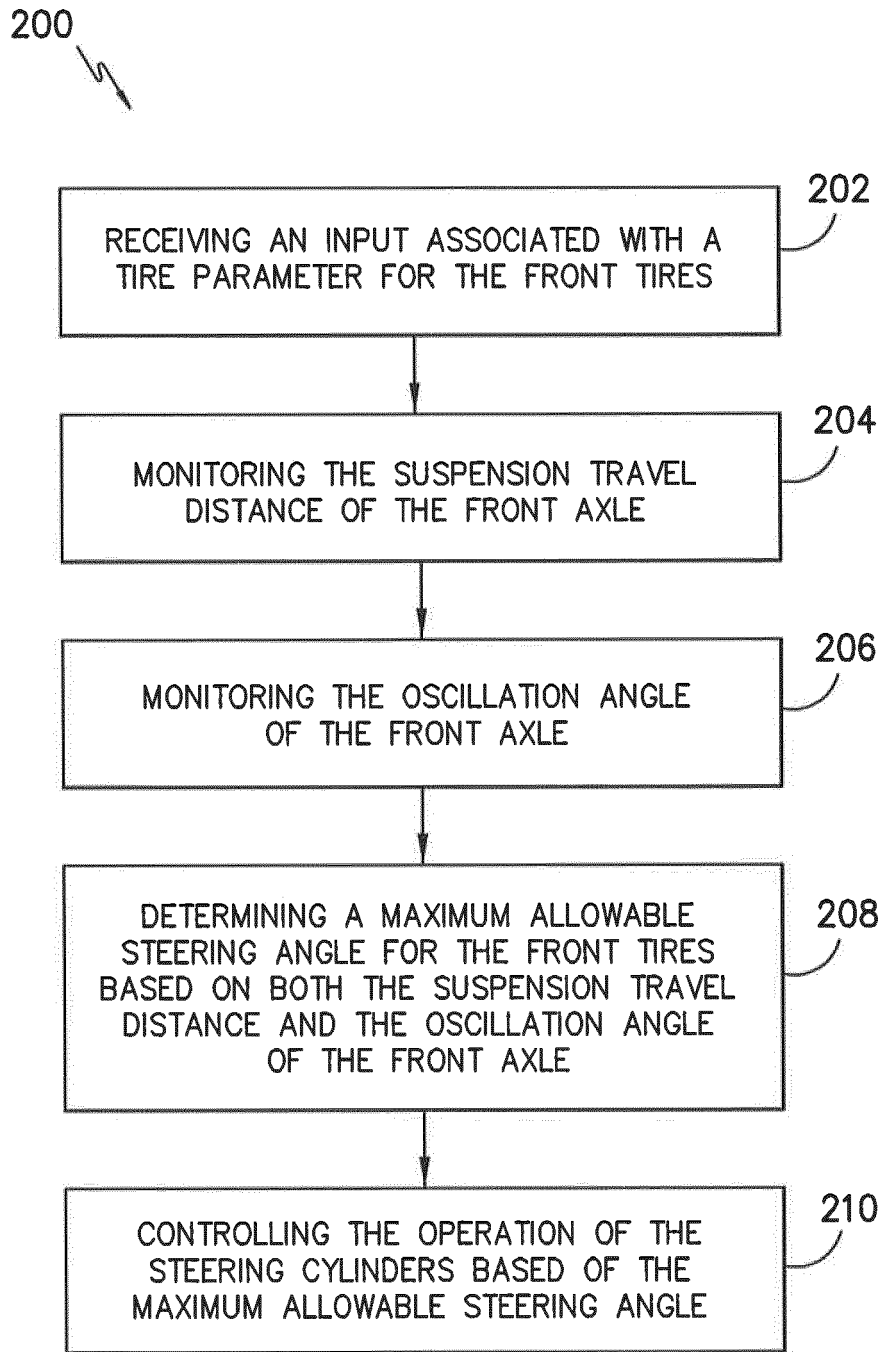 200
202
RECEIVING AN INPUT ASSOCIATED WITH A
TIRE PARAMETER FOR THE FRONT TIRES
204
MONITORING THE SUSPENSION TRAVEL
DISTANCE OF THE FRONT AXLE
206
MONITORING THE OSCILLATION ANGLE
OF THE FRONT AXLE
208
DETERMINING A MAXIMUM ALLOWABLE
STEERING ANGLE FOR THE FRONT TIRES
BASED ON BOTH THE SUSPENSION TRAVEL
DISTANCE AND THE OSCILLATION ANGLE
OF THE FRONT AXLE
210
CONTROLLING THE OPERATION OF THE
STEERING CYLINDERS BASED OF THE
MAXIMUM ALLOWABLE STEERING ANGLE